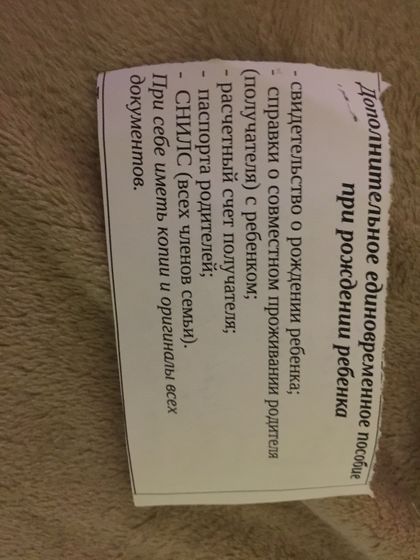 Дополнительное единовременное пособие
при рождении ребенка
- свидетельство о рождении ребенка;
- справки о совместном проживании родителя
(получателя) с ребенком;
- расчетный счет получателя;
- паспорта родителей;
- СНИЛС (всех членов семьи).
При себе иметь копии и оригиналы всех
документов.